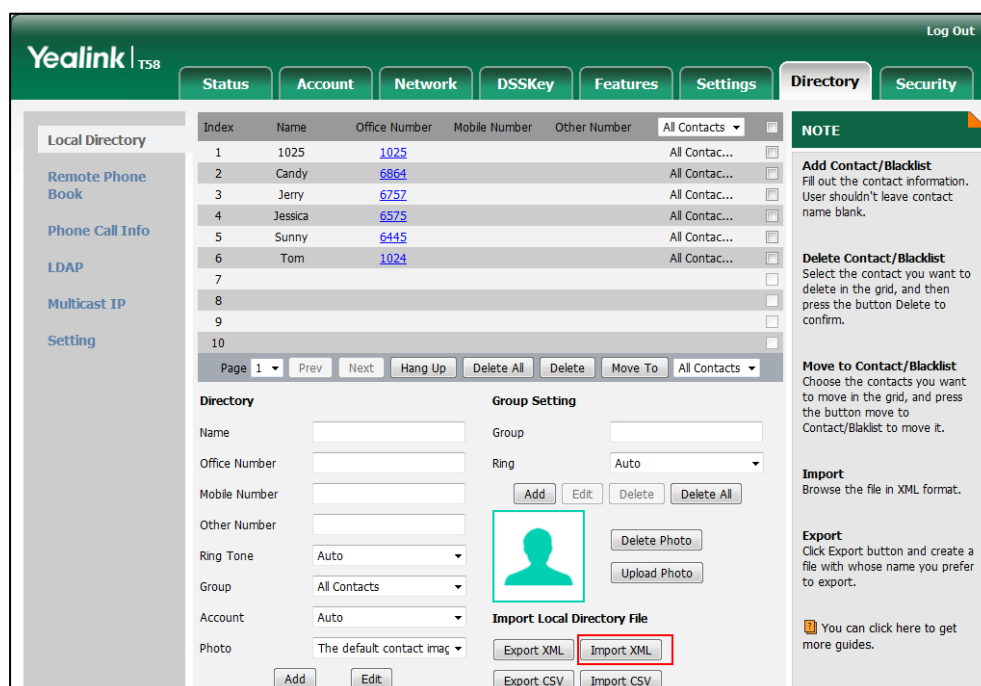 Log Out
Yealink T58
Status Account Network DSSKey Features Settings Directory Security
Local Directory
Remote Phone
Book
Phone Call Info
LDAP
Multicast IP
Setting
Index Name Office Number Mobile Number Other Number All Contacts
1 1025 1025 All Contac...
2 Candy 6864 All Contac...
3 Jerry 6757 All Contac...
4 Jessica 6575 All Contac...
5 Sunny 6445 All Contac...
6 Tom 1024 All Contac...
7
8
9
10
Page 1 Prev Next Hang Up Delete All Delete Move To All Contacts
Directory
Name
Office Number
Mobile Number
Other Number
Ring Tone Auto
Group All Contacts
Account Auto
Photo The default contact imag
Add Edit
Group Setting
Group
Ring Auto
Add Edit Delete Delete All
Delete Photo
Upload Photo
Import Local Directory File
Export XML Import XML
Export CSV Import CSV
NOTE
Add Contact/Blacklist
Fill out the contact information.
User shouldn't leave contact
name blank.
Delete Contact/Blacklist
Select the contact you want to
delete in the grid, and then
press the button Delete to
confirm.
Move to Contact/Blacklist
Choose the contacts you want
to move in the grid, and press
the button move to
Contact/Blaklist to move it.
Import
Browse the file in XML format.
Export
Click Export button and create a
file with whose name you prefer
to export.
You can click here to get
more guides.